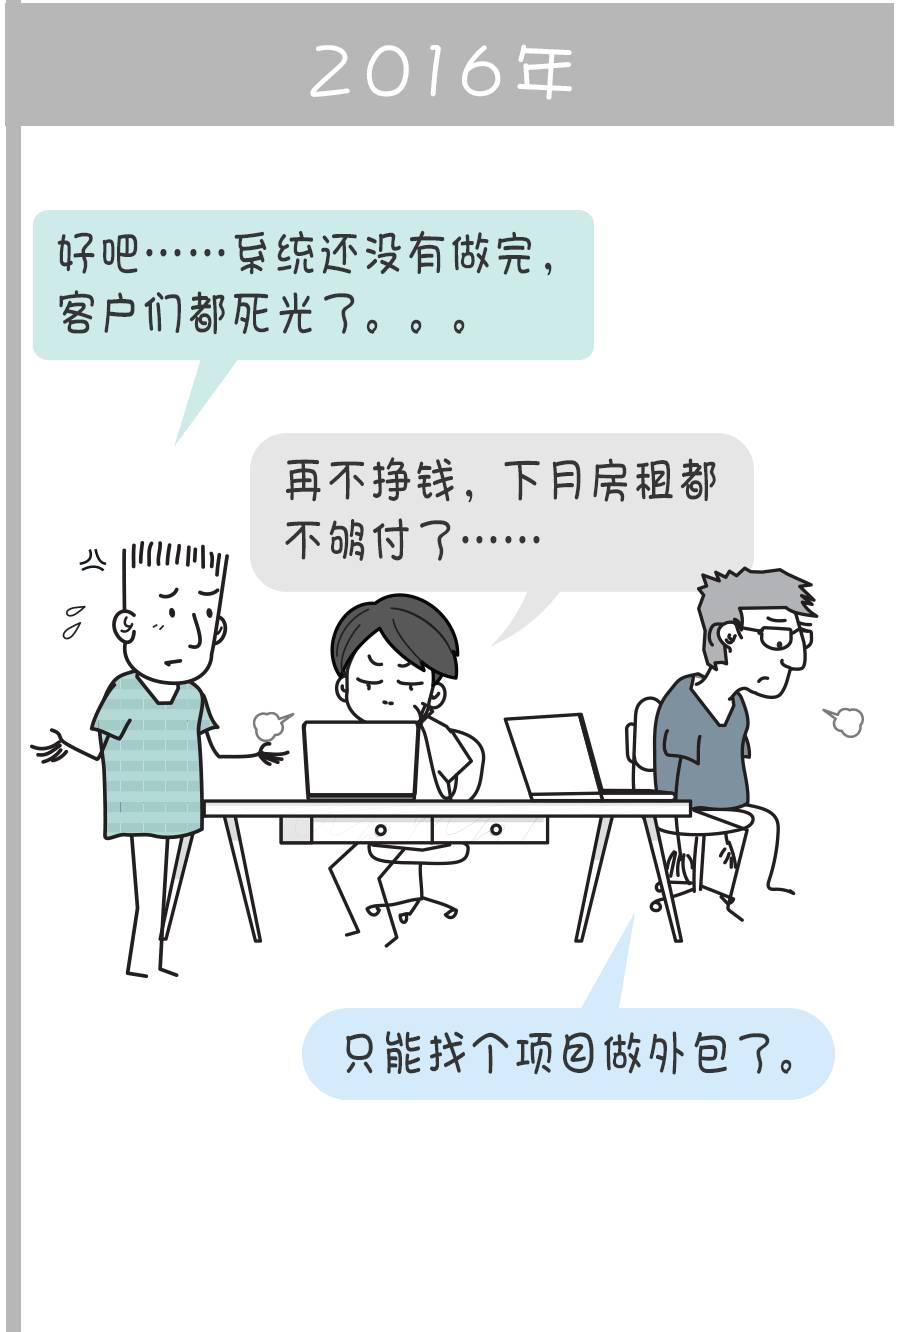 2016年
好吧……系统还没有做完，
客户们都死光了。。。
再不挣钱，下月房租都
不够付了……
只能找个项目做外包了。